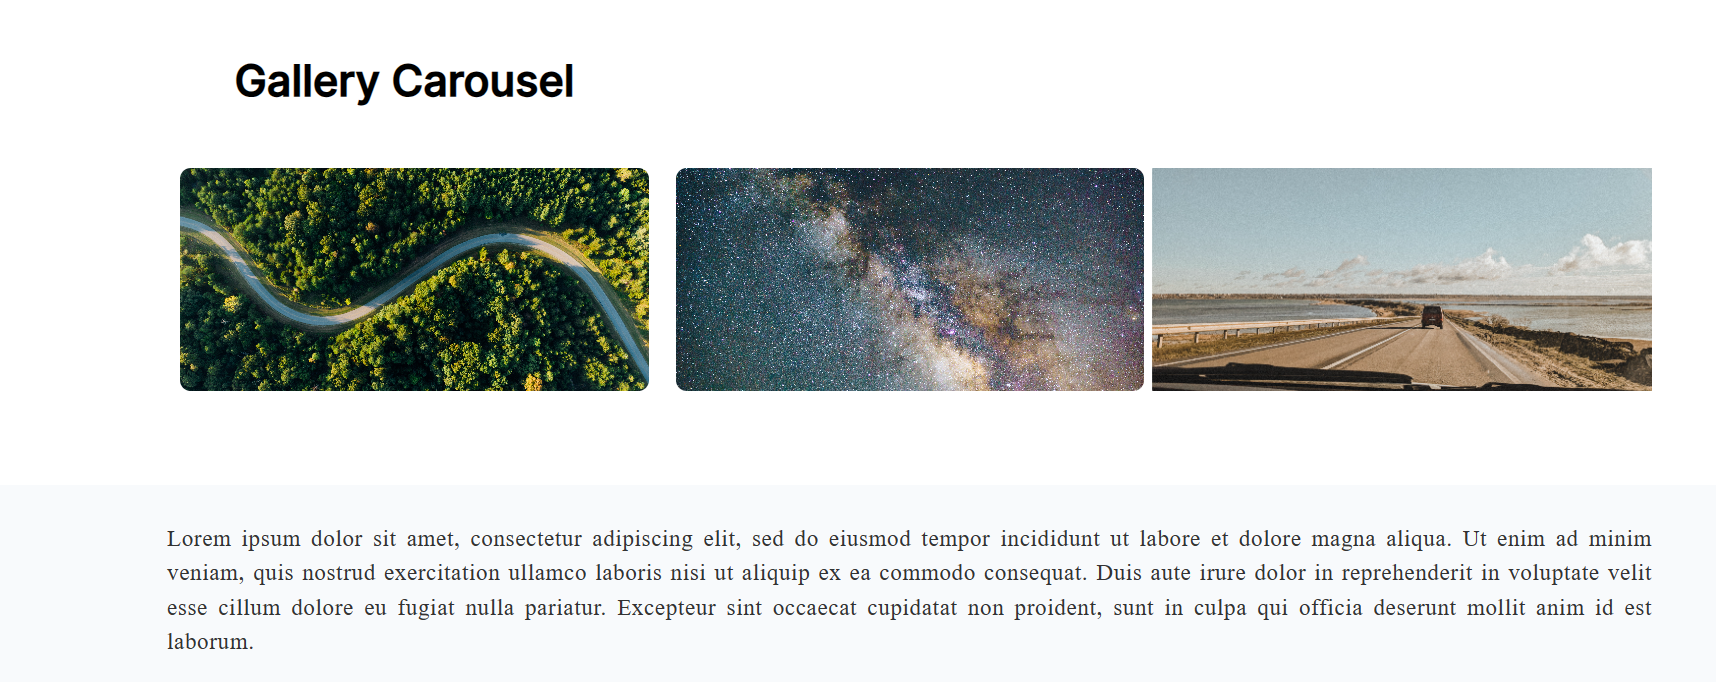 Gallery Carousel
Lorem ipsum dolor sit amet, consectetur adipiscing elit, sed do eiusmod tempor incididunt ut labore et dolore magna aliqua. Ut enim ad minim
veniam, quis nostrud exercitation ullamco laboris nisi ut aliquip ex ea commodo consequat. Duis aute irure dolor in reprehenderit in voluptate velit
esse cillum dolore eu fugiat nulla pariatur. Excepteur sint occaecat cupidatat non proident, sunt in culpa qui officia deserunt mollit anim id est
laborum.